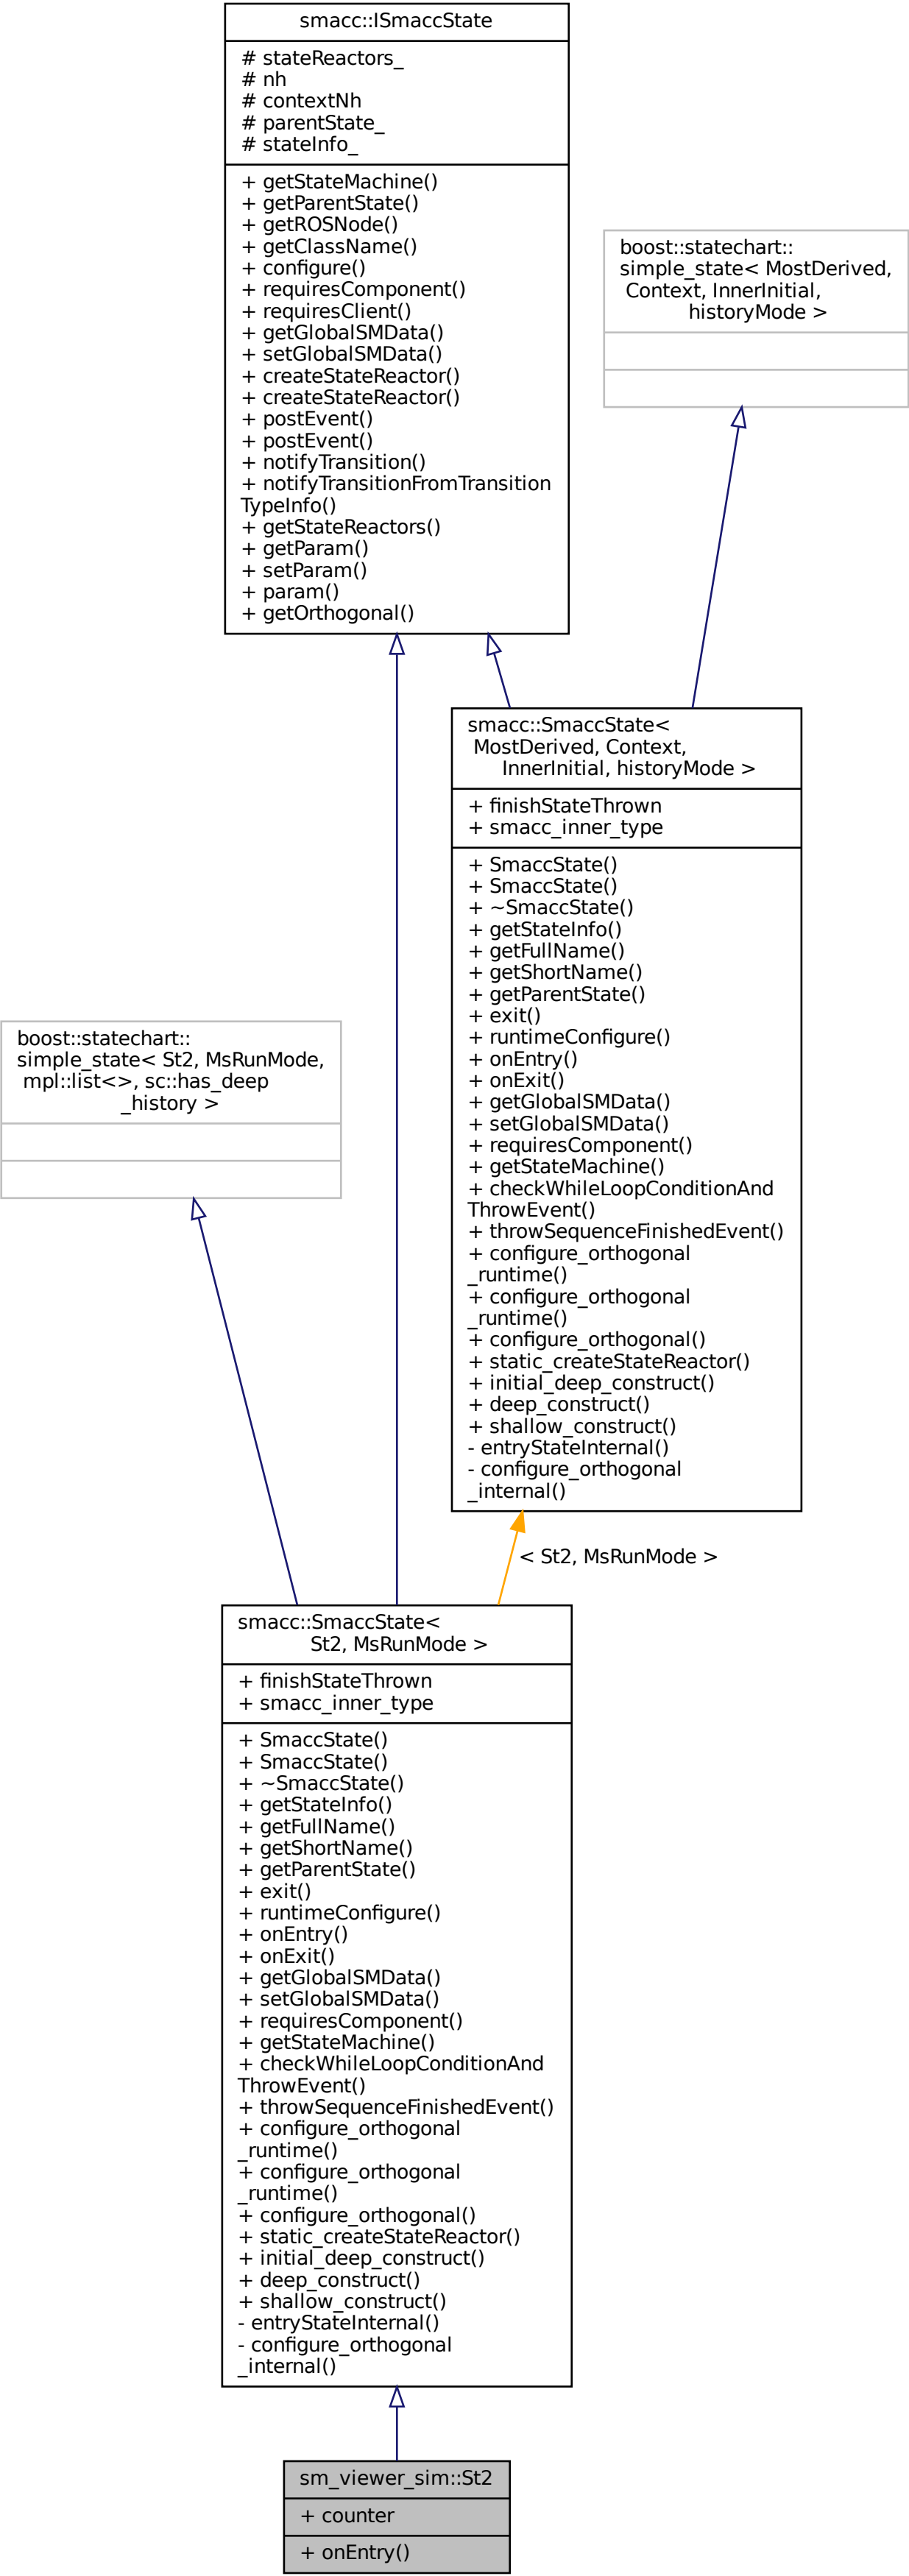 smacc::ISmaccState
# stateReactors_
# nh
# contextNh
# parentState_
# stateInfo_
+ getStateMachine()
+ getParentState()
+ getROSNode()
+ getClassName()
+ configure()
+ requiresComponent()
+ requiresClient()
+ getGlobalSMData()
+ setGlobalSMData()
+ createStateReactor()
+ createStateReactor()
+ postEvent()
+ postEvent()
+ notifyTransition()
+ notifyTransitionFromTransition
TypeInfo()
+ getStateReactors()
+ getParam()
+ setParam()
+ param()
+ getOrthogonal()
boost::statechart::
simple_state< MostDerived,
Context, InnerInitial,
historyMode >
smacc::SmaccState<
MostDerived, Context,
InnerInitial, historyMode >
+ finishStateThrown
+ smacc_inner_type
+ SmaccState()
+ SmaccState()
+ ~SmaccState()
+ getStateInfo()
+ getFullName()
+ getShortName()
+ getParentState()
+ exit()
+ runtimeConfigure()
+ onEntry()
+ onExit()
+ getGlobalSMData()
+ setGlobalSMData()
+ requiresComponent()
+ getStateMachine()
+ checkWhileLoopConditionAnd
ThrowEvent()
+ throwSequenceFinishedEvent()
+ configure_orthogonal
_runtime()
+ configure_orthogonal
_runtime()
+ configure_orthogonal()
+ static_createStateReactor()
+ initial_deep_construct()
+ deep_construct()
+ shallow_construct()
- entryStateInternal()
- configure_orthogonal
_internal()
boost::statechart::
simple_state< St2, MsRunMode,
mpl::list<>, sc::has_deep
_history >
< St2, MsRunMode >
smacc::SmaccState<
St2, MsRunMode >
+ finishStateThrown
+ smacc_inner_type
+ SmaccState()
+ SmaccState()
+ ~SmaccState()
+ getStateInfo()
+ getFullName()
+ getShortName()
+ getParentState()
+ exit()
+ runtimeConfigure()
+ onEntry()
+ onExit()
+ getGlobalSMData()
+ setGlobalSMData()
+ requiresComponent()
+ getStateMachine()
+ checkWhileLoopConditionAnd
ThrowEvent()
+ throwSequenceFinishedEvent()
+ configure_orthogonal
_runtime()
+ configure_orthogonal
_runtime()
+ configure_orthogonal()
+ static_createStateReactor()
+ initial_deep_construct()
+ deep_construct()
+ shallow_construct()
- entryStateInternal()
- configure_orthogonal
_internal()
sm_viewer_sim::St2
+ counter
+ onEntry()